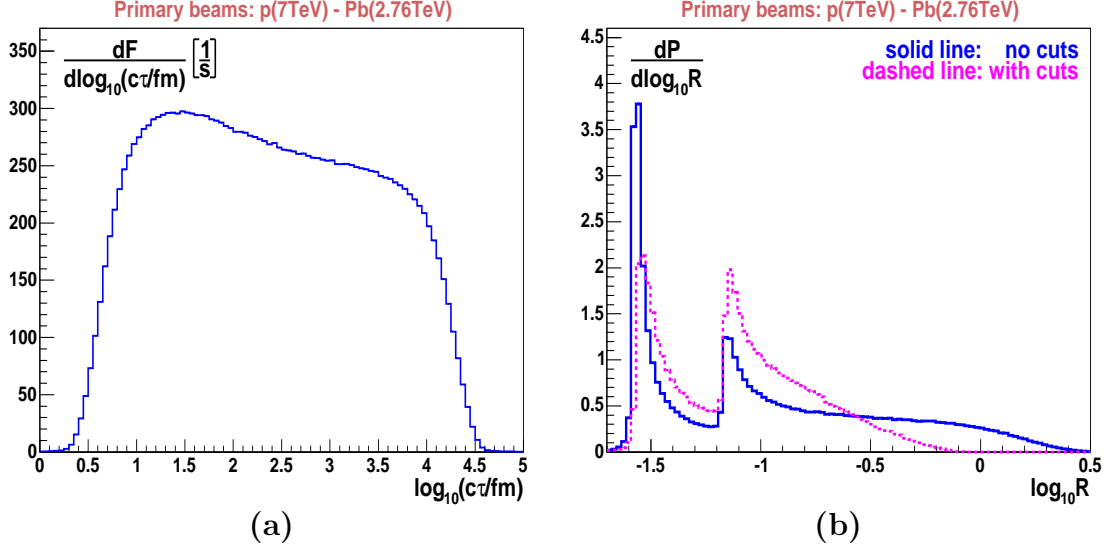 Primary beams: p(7TeV) - Pb(2.76TeV)
dF
dlog10(cτ/fm) [1/s]
350
300
250
200
150
100
50
0
0 0.5 1 1.5 2 2.5 3 3.5 4 4.5 5
log10(cτ/fm)
(a)
Primary beams: p(7TeV) - Pb(2.76TeV)
dP
dlog10R
solid line: no cuts
dashed line: with cuts
4.5
4
3.5
3
2.5
2
1.5
1
0.5
0
-1.5 -1 -0.5 0 0.5
log10R
(b)